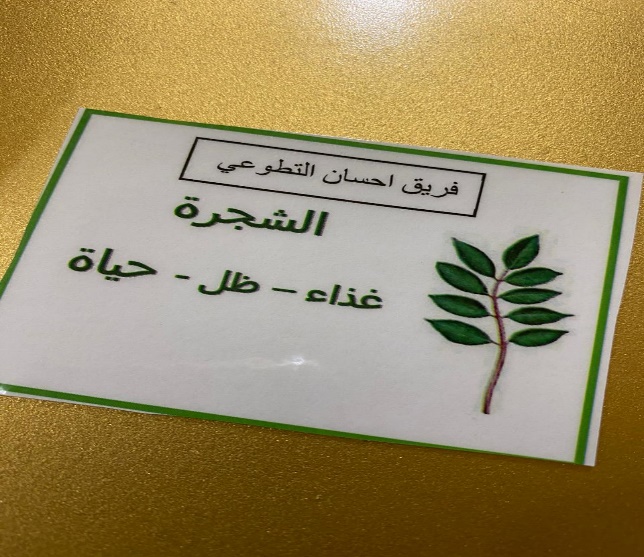 فريق احسان التطوعي
الشجرة
غذاء – ظل - حياة